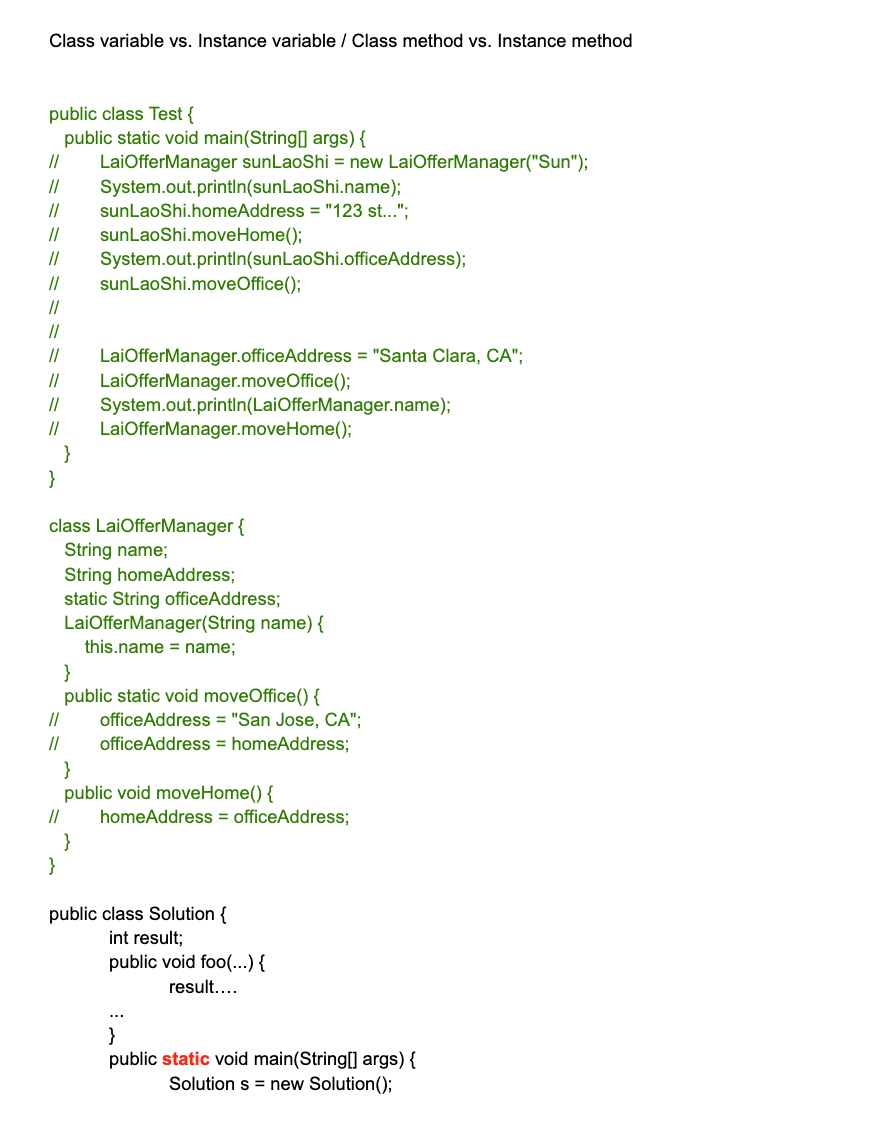 Class variable vs. Instance variable / Class method vs. Instance method
public class Test {
public static void main(String[] args) {
// LaiOfferManager sunLaoShi = new LaiOfferManager("Sun");
// System.out.println(sunLaoShi.name);
// sunLaoShi.homeAddress = "123 st...";
// sunLaoShi.moveHome();
// System.out.println(sunLaoShi.officeAddress);
// sunLaoShi.moveOffice();
//
//
// LaiOfferManager.officeAddress = "Santa Clara, CA";
// LaiOfferManager.moveOffice();
// System.out.println(LaiOfferManager.name);
// LaiOfferManager.moveHome();
}
}
class LaiOfferManager {
String name;
String homeAddress;
static String officeAddress;
LaiOfferManager(String name) {
this.name = name;
}
public static void moveOffice() {
// officeAddress = "San Jose, CA";
// officeAddress = homeAddress;
}
public void moveHome() {
// homeAddress = officeAddress;
}
}
public class Solution {
int result;
public void foo(...) {
result….
...
}
public static void main(String[] args) {
Solution s = new Solution();